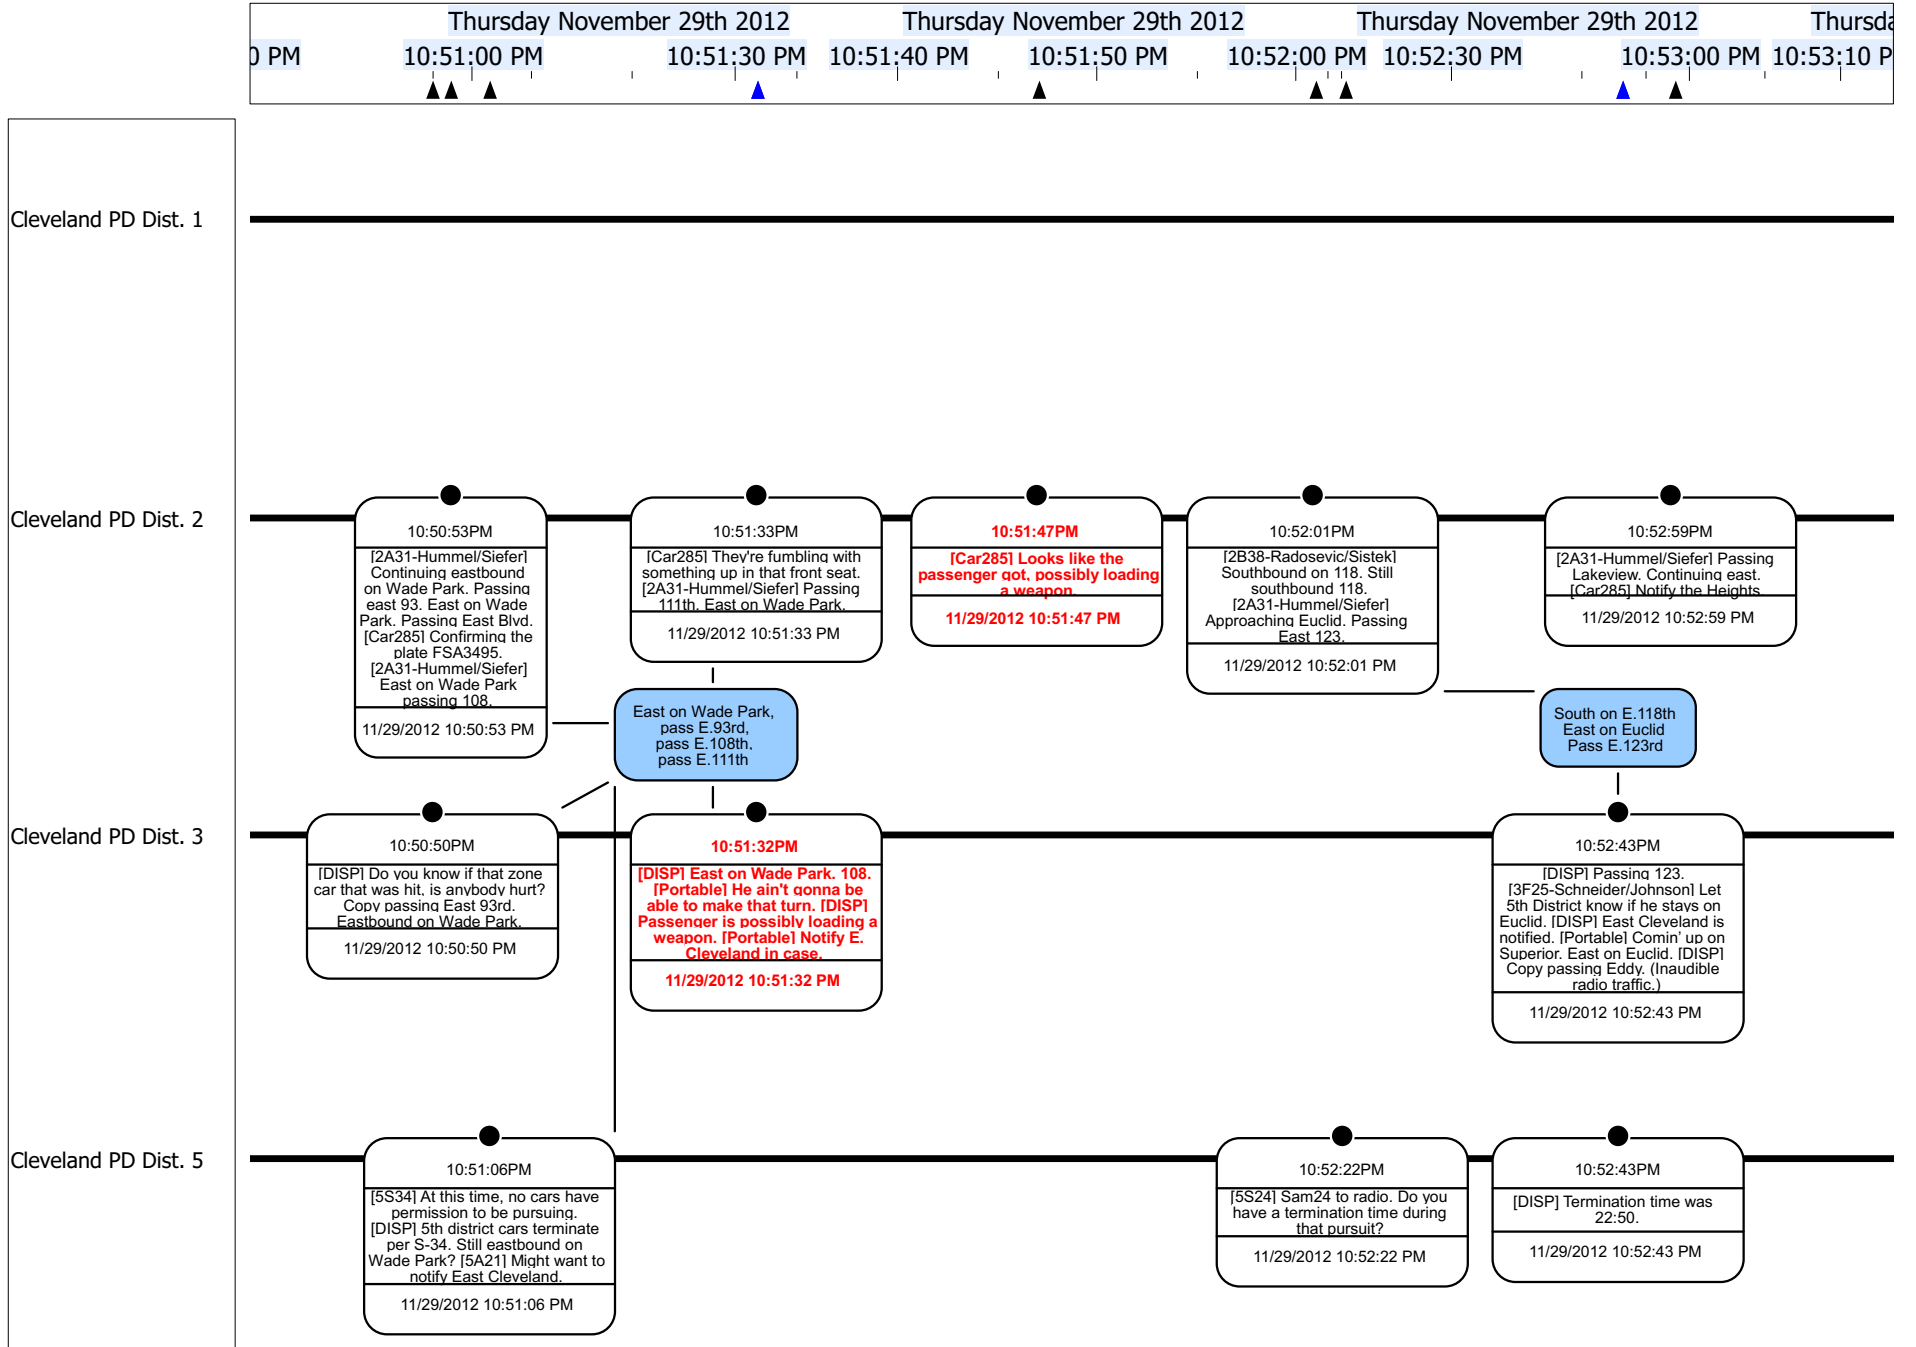 Thursday November 29th 2012
Thursday November 29th 2012
Thursday November 29th 2012
Thursda
0 PM
10:51:00 PM
10:51:30 PM
10:51:40 PM
10:51:50 PM
10:52:00 PM
10:52:30 PM
10:53:00 PM
10:53:10 P
Cleveland PD Dist. 1
Cleveland PD Dist. 2
10:50:53PM
[2A31-Hummel/Siefer]
Continuing eastbound
on Wade Park. Passing
east 93. East on Wade
Park. Passing East Blvd.
[Car285] Confirming the
plate FSA3495.
[2A31-Hummel/Siefer]
East on Wade Park
passing 108.
11/29/2012 10:50:53 PM
10:51:33PM
[Car285] They're fumbling with
something up in that front seat.
[2A31-Hummel/Siefer] Passing
111th. East on Wade Park.
11/29/2012 10:51:33 PM
10:51:47PM
[Car285] Looks like the
passenger got, possibly loading
a weapon.
11/29/2012 10:51:47 PM
10:52:01PM
[2B38-Radosevic/Sistek]
Southbound on 118. Still
southbound 118.
[2A31-Hummel/Siefer]
Approaching Euclid. Passing
East 123.
11/29/2012 10:52:01 PM
10:52:59PM
[2A31-Hummel/Siefer] Passing
Lakeview. Continuing east.
[Car285] Notify the Heights.
11/29/2012 10:52:59 PM
East on Wade Park,
pass E.93rd,
pass E.108th,
pass E.111th
South on E.118th
East on Euclid
Pass E.123rd
Cleveland PD Dist. 3
10:50:50PM
[DISP] Do you know if that zone
car that was hit, is anybody hurt?
Copy passing East 93rd.
Eastbound on Wade Park.
11/29/2012 10:50:50 PM
10:51:32PM
[DISP] East on Wade Park. 108.
[Portable] He ain't gonna be
able to make that turn. [DISP]
Passenger is possibly loading a
weapon. [Portable] Notify E.
Cleveland in case.
11/29/2012 10:51:32 PM
10:52:43PM
[DISP] Passing 123.
[3F25-Schneider/Johnson] Let
5th District know if he stays on
Euclid. [DISP] East Cleveland is
notified. [Portable] Comin' up on
Superior. East on Euclid. [DISP]
Copy passing Eddy. (Inaudible
radio traffic.)
11/29/2012 10:52:43 PM
Cleveland PD Dist. 5
10:51:06PM
[5S34] At this time, no cars have
permission to be pursuing.
[DISP] 5th district cars terminate
per S-34. Still eastbound on
Wade Park? [5A21] Might want to
notify East Cleveland.
11/29/2012 10:51:06 PM
10:52:22PM
[5S24] Sam24 to radio. Do you
have a termination time during
that pursuit?
11/29/2012 10:52:22 PM
10:52:43PM
[DISP] Termination time was
22:50.
11/29/2012 10:52:43 PM